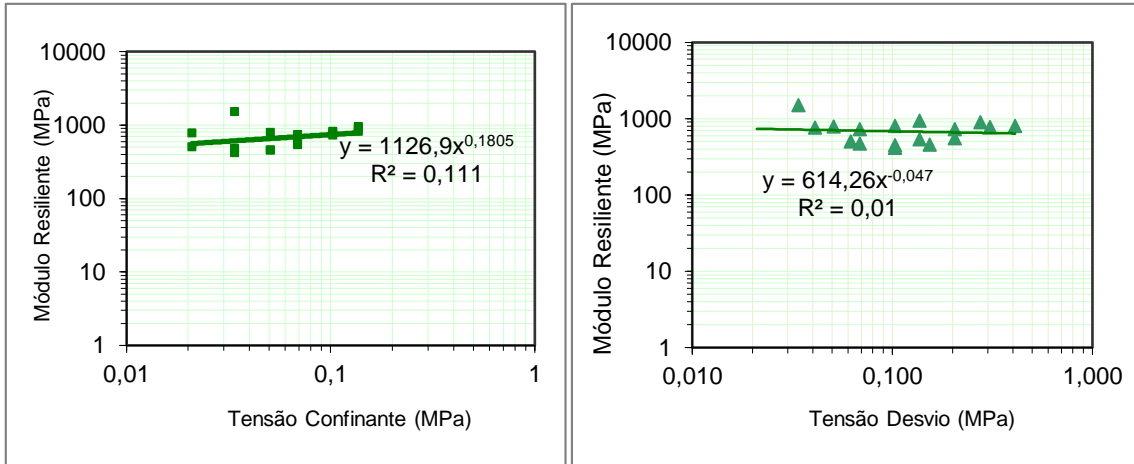 10000
1000
100
10
1
Módulo Resiliente (MPa)
y = 1126,9x^0,1805
R² = 0,111
0,01
0,1
1
Tensão Confinante (MPa)
10000
1000
100
10
1
Módulo Resiliente (MPa)
y = 614,26x^-0,047
R² = 0,01
0,010
0,100
1,000
Tensão Desvio (MPa)